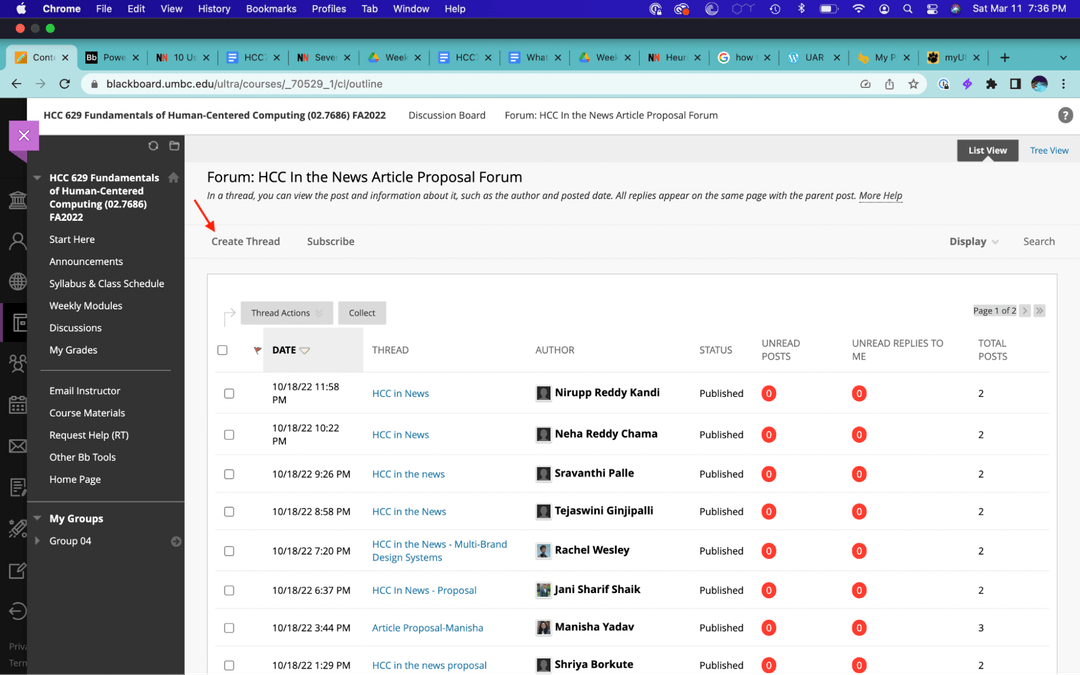 Chrome File Edit View History Bookmarks Profiles Tab Window Help Sat Mar 11 7:36 PM
Cont Bb Powe NN 10 Us HCC NN Seve Week HCC What Week NN Heur G how W UAR My P myU
blackboard.umbc.edu/ultra/courses/_70529_1/cl/outline
HCC 629 Fundamentals of Human-Centered Computing (02.7686) FA2022 Discussion Board Forum: HCC In the News Article Proposal Forum ?
List View Tree View
HCC 629 Fundamentals
of Human-Centered
Computing (02.7686)
FA2022
Start Here
Announcements
Syllabus & Class Schedule
Weekly Modules
Discussions
My Grades
Email Instructor
Course Materials
Request Help (RT)
Other Bb Tools
Home Page
My Groups
Group 04
Priv
Tern
Forum: HCC In the News Article Proposal Forum
In a thread, you can view the post and information about it, such as the author and posted date. All replies appear on the same page with the parent post. More Help
Create Thread Subscribe Display Search
Thread Actions Collect Page 1 of 2
DATE THREAD AUTHOR STATUS UNREAD POSTS UNREAD REPLIES TO ME TOTAL POSTS
10/18/22 11:58 PM HCC in News Nirupp Reddy Kandi Published 0 0 2
10/18/22 10:22 PM HCC in News Neha Reddy Chama Published 0 0 2
10/18/22 9:26 PM HCC in the news Sravanthi Palle Published 0 0 2
10/18/22 8:58 PM HCC in the News Tejaswini Ginjipalli Published 0 0 2
10/18/22 7:20 PM HCC in the News - Multi-Brand Design Systems Rachel Wesley Published 0 0 2
10/18/22 6:37 PM HCC In News - Proposal Jani Sharif Shaik Published 0 0 2
10/18/22 3:44 PM Article Proposal-Manisha Manisha Yadav Published 0 0 3
10/18/22 1:29 PM HCC in the news proposal Shriya Borkute Published 0 0 2